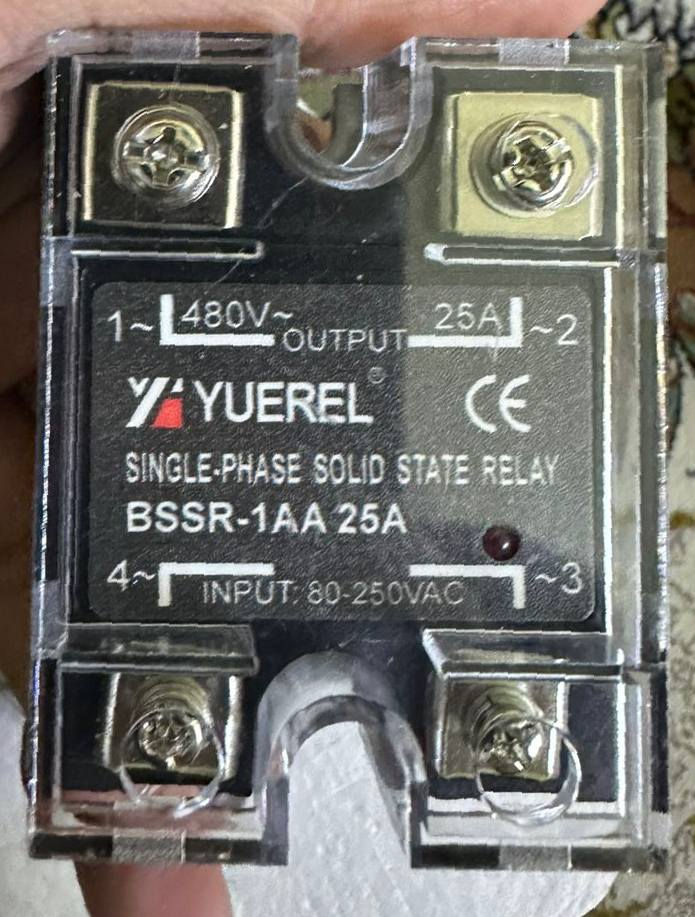 480V~ 25A
1~ OUTPUT ~2
YUEREL® CE
SINGLE-PHASE SOLID STATE RELAY
BSSR-1AA 25A
4~ ~3
INPUT: 80-250VAC